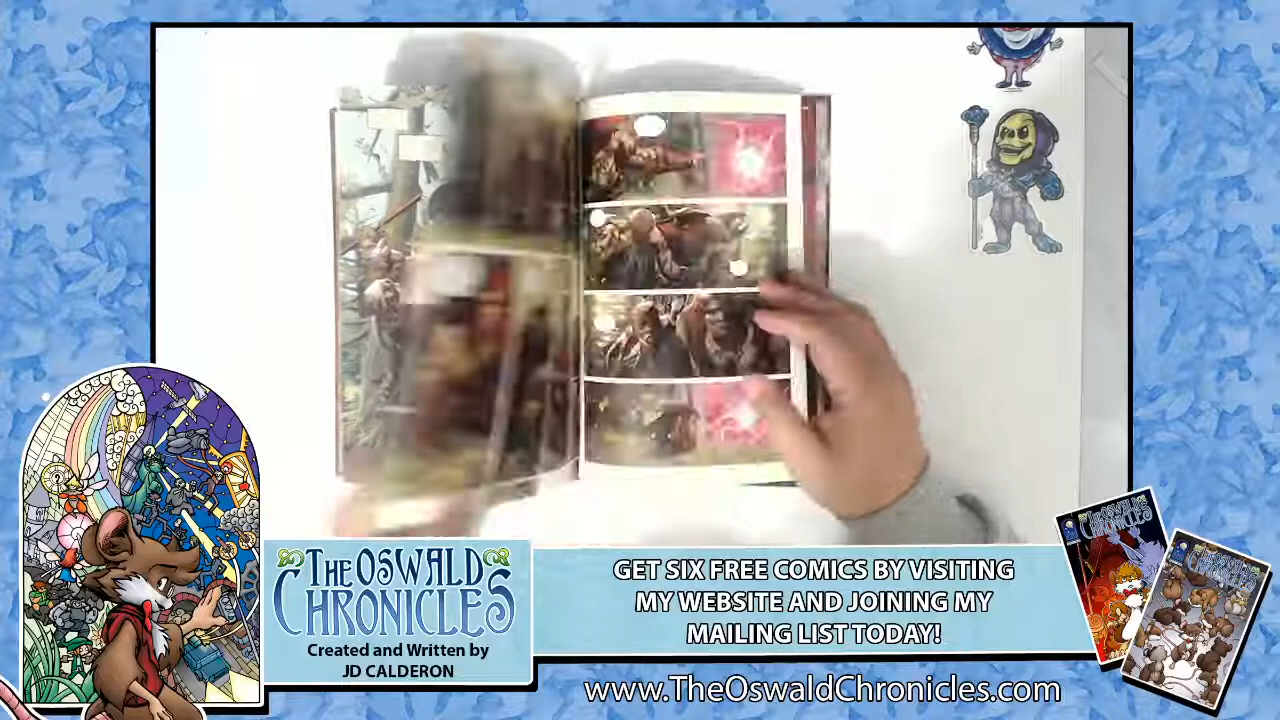 THE OSWALD
CHRONICLES
Created and Written by
JD CALDERON
GET SIX FREE COMICS BY VISITING
MY WEBSITE AND JOINING MY
MAILING LIST TODAY!
www.TheOswaldChronicles.com
CHRONICLES